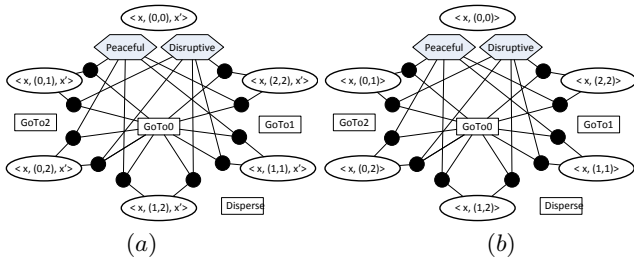 < x, (0,0), x'> < x, (0,0)>
Peaceful Disruptive Peaceful Disruptive
< x, (0,1), x'> < x, (2,2), x'> < x, (0,1)> < x, (2,2)>
GoTo2 GoTo0 GoTo1 GoTo2 GoTo0 GoTo1
< x, (0,2), x'> < x, (1,1), x'> < x, (0,2)> < x, (1,1)>
< x, (1,2), x'> Disperse < x, (1,2)> Disperse
(a) (b)